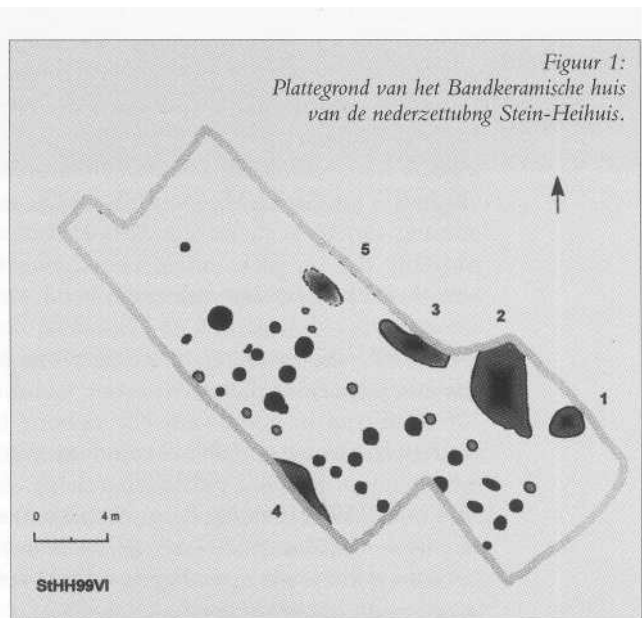 Figuur 1:
Plattegrond van het Bandkeramische huis
van de nederzettubng Stein-Heihuis.
5
3
2
1
4
0 4 m
StHH99VI